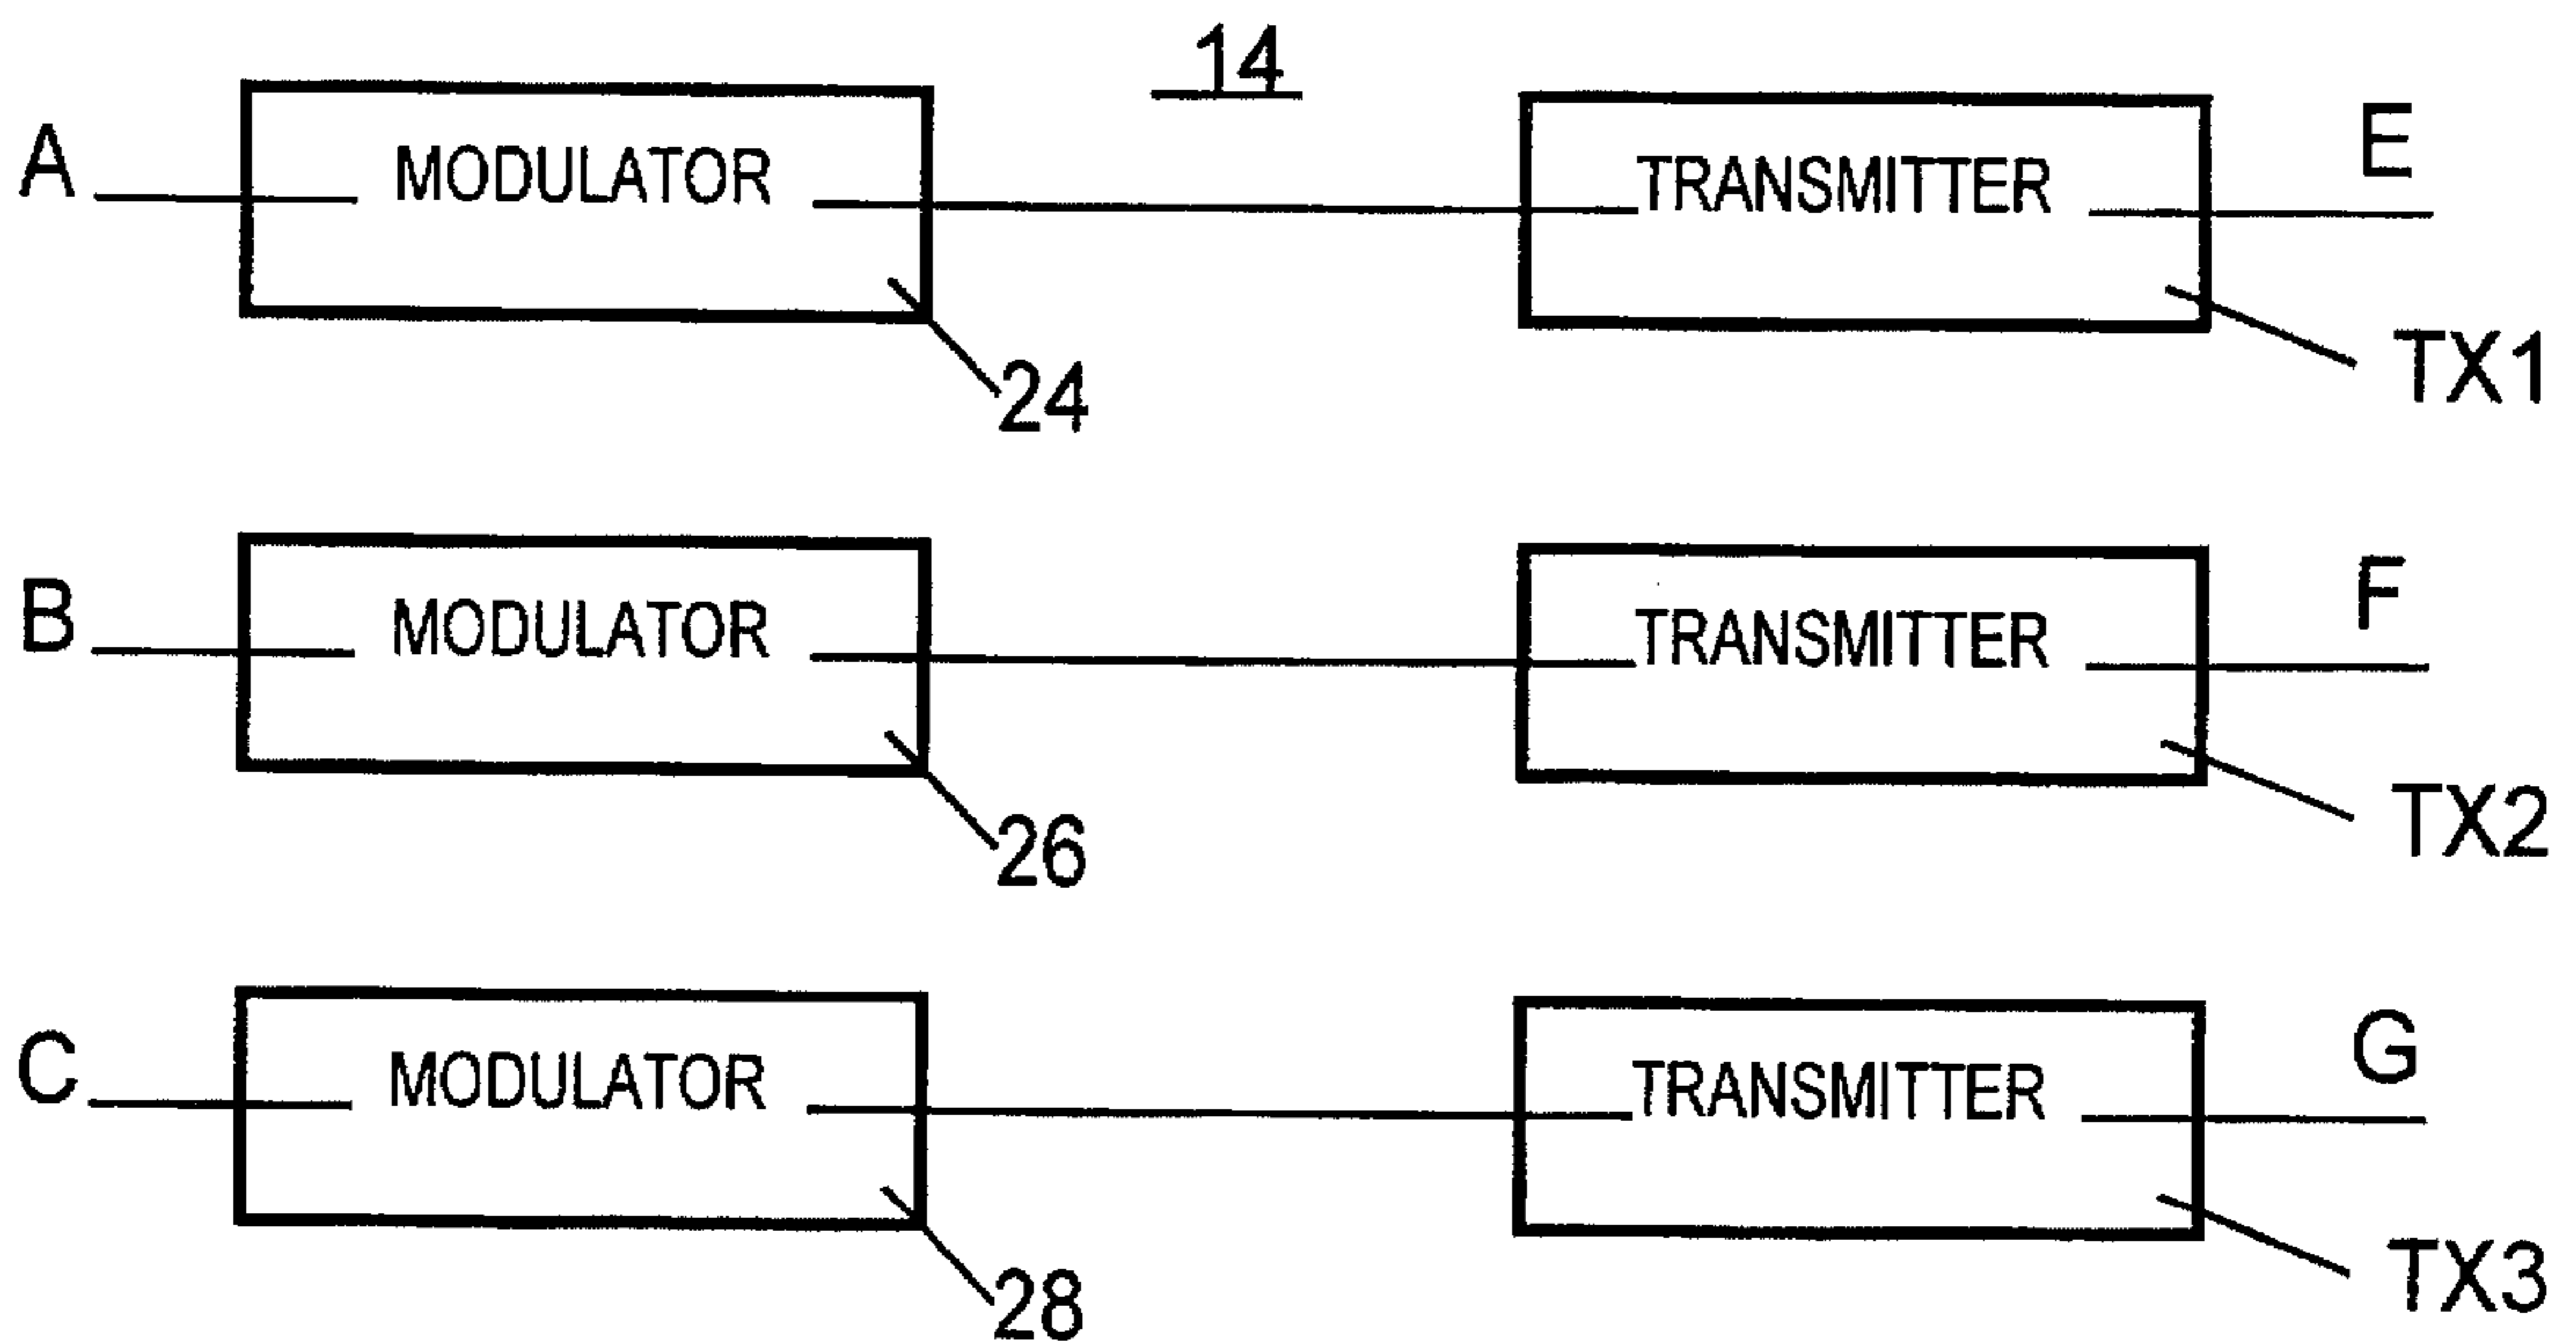 14
A MODULATOR TRANSMITTER E
24 TX1
B MODULATOR TRANSMITTER F
26 TX2
C MODULATOR TRANSMITTER G
28 TX3